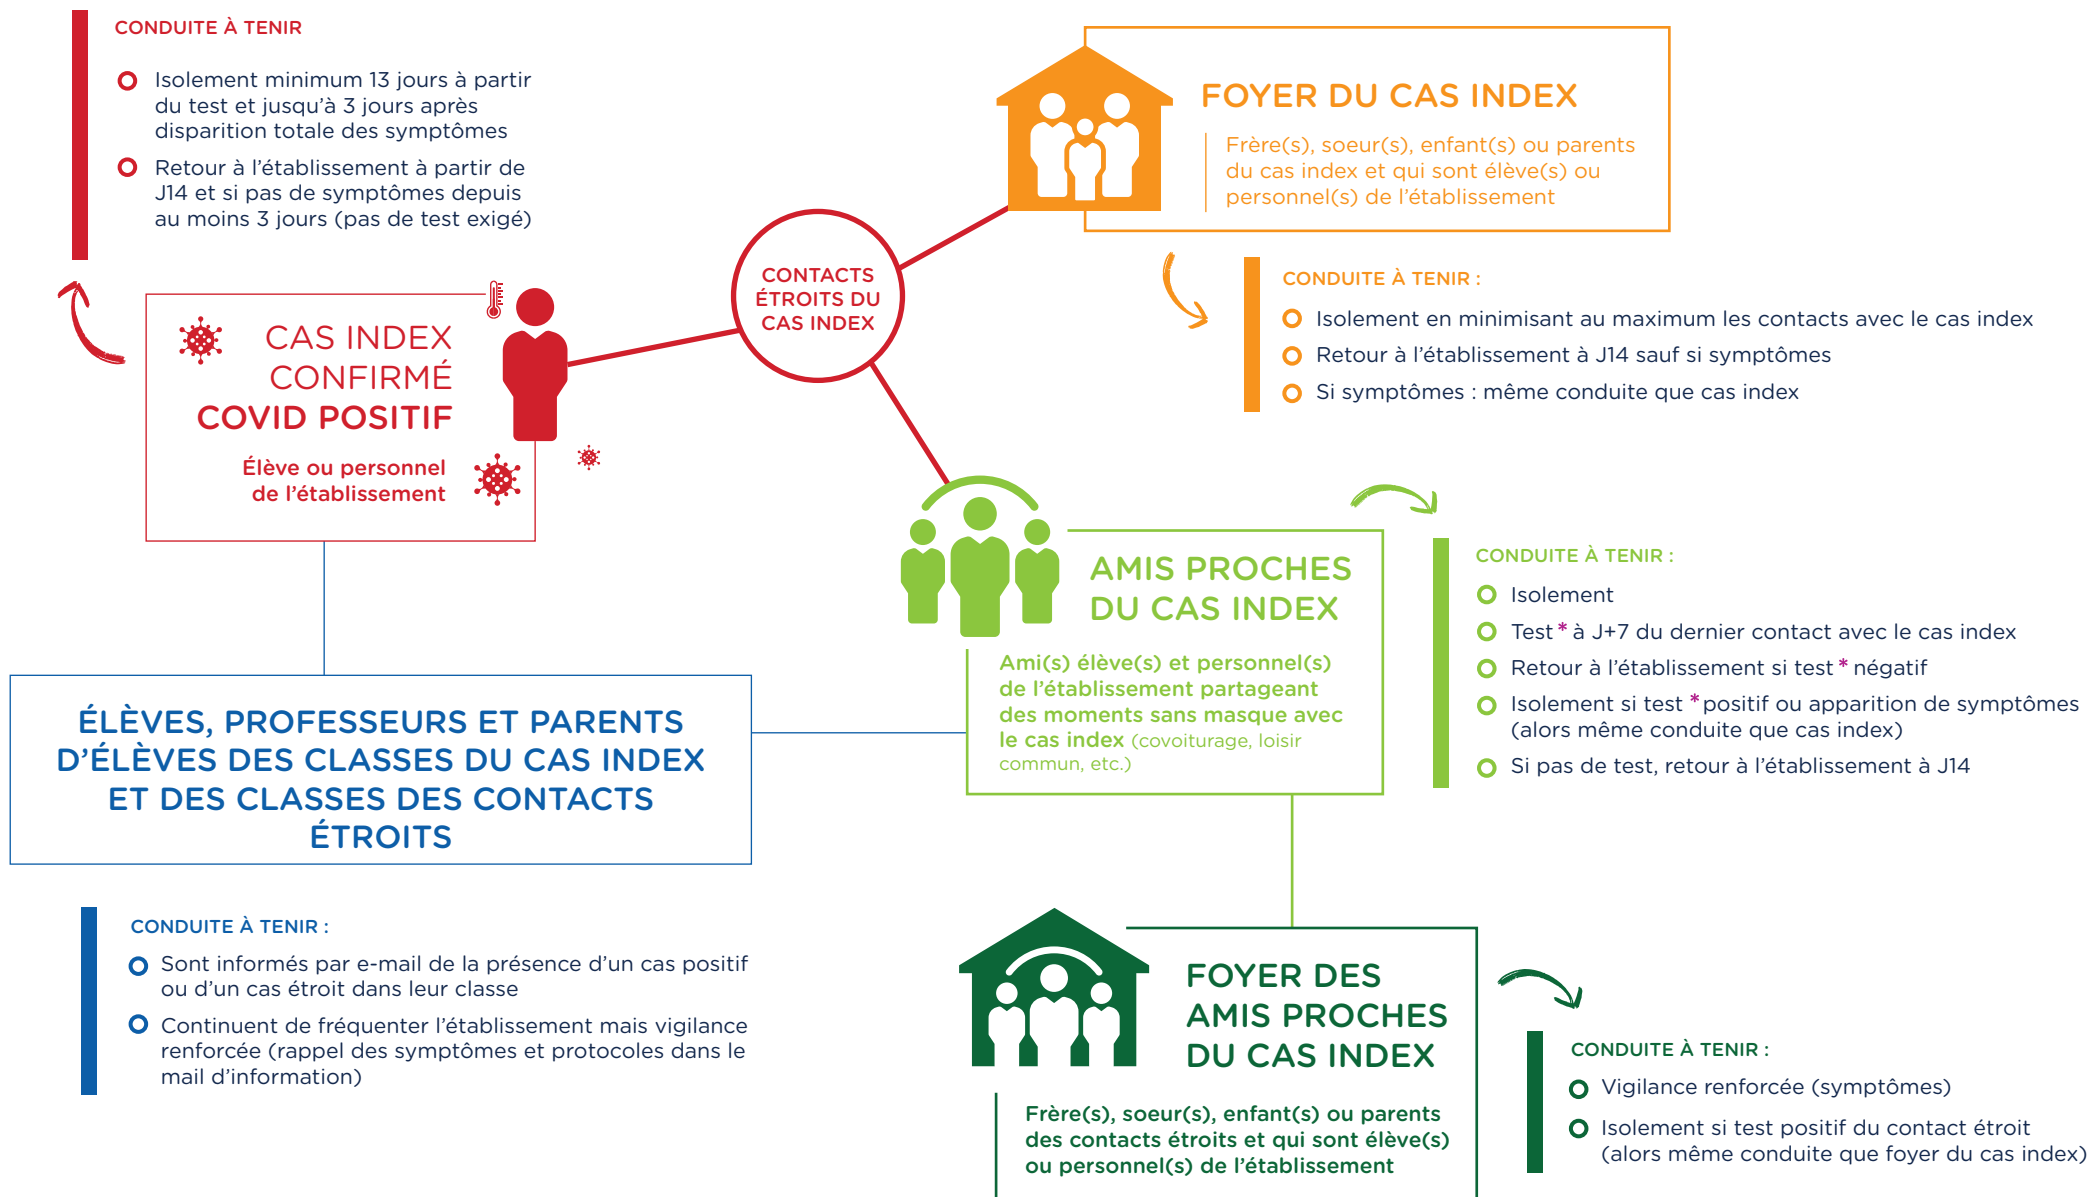 CONDUITE À TENIR
Isolement minimum 13 jours à partir
du test et jusqu'à 3 jours après
disparition totale des symptômes
Retour à l'établissement à partir de
J14 et si pas de symptômes depuis
au moins 3 jours (pas de test exigé)
CAS INDEX
CONFIRMÉ
COVID POSITIF
Élève ou personnel
de l'établissement
CONTACTS
ÉTROITS DU
CAS INDEX
FOYER DU CAS INDEX
Frère(s), soeur(s), enfant(s) ou parents
du cas index et qui sont élève(s) ou
personnel(s) de l'établissement
CONDUITE À TENIR :
Isolement en minimisant au maximum les contacts avec le cas index
Retour à l'établissement à J14 sauf si symptômes
Si symptômes : même conduite que cas index
AMIS PROCHES
DU CAS INDEX
Ami(s) élève(s) et personnel(s)
de l'établissement partageant
des moments sans masque avec
le cas index (covoiturage, loisir
commun, etc.)
CONDUITE À TENIR :
Isolement
Test * à J+7 du dernier contact avec le cas index
Retour à l'établissement si test * négatif
Isolement si test * positif ou apparition de symptômes
(alors même conduite que cas index)
Si pas de test, retour à l'établissement à J14
ÉLÈVES, PROFESSEURS ET PARENTS
D'ÉLÈVES DES CLASSES DU CAS INDEX
ET DES CLASSES DES CONTACTS
ÉTROITS
CONDUITE À TENIR :
Sont informés par e-mail de la présence d'un cas positif
ou d'un cas étroit dans leur classe
Continuent de fréquenter l'établissement mais vigilance
renforcée (rappel des symptômes et protocoles dans le
mail d'information)
FOYER DES
AMIS PROCHES
DU CAS INDEX
Frère(s), soeur(s), enfant(s) ou parents
des contacts étroits et qui sont élève(s)
ou personnel(s) de l'établissement
CONDUITE À TENIR :
Vigilance renforcée (symptômes)
Isolement si test positif du contact étroit
(alors même conduite que foyer du cas index)